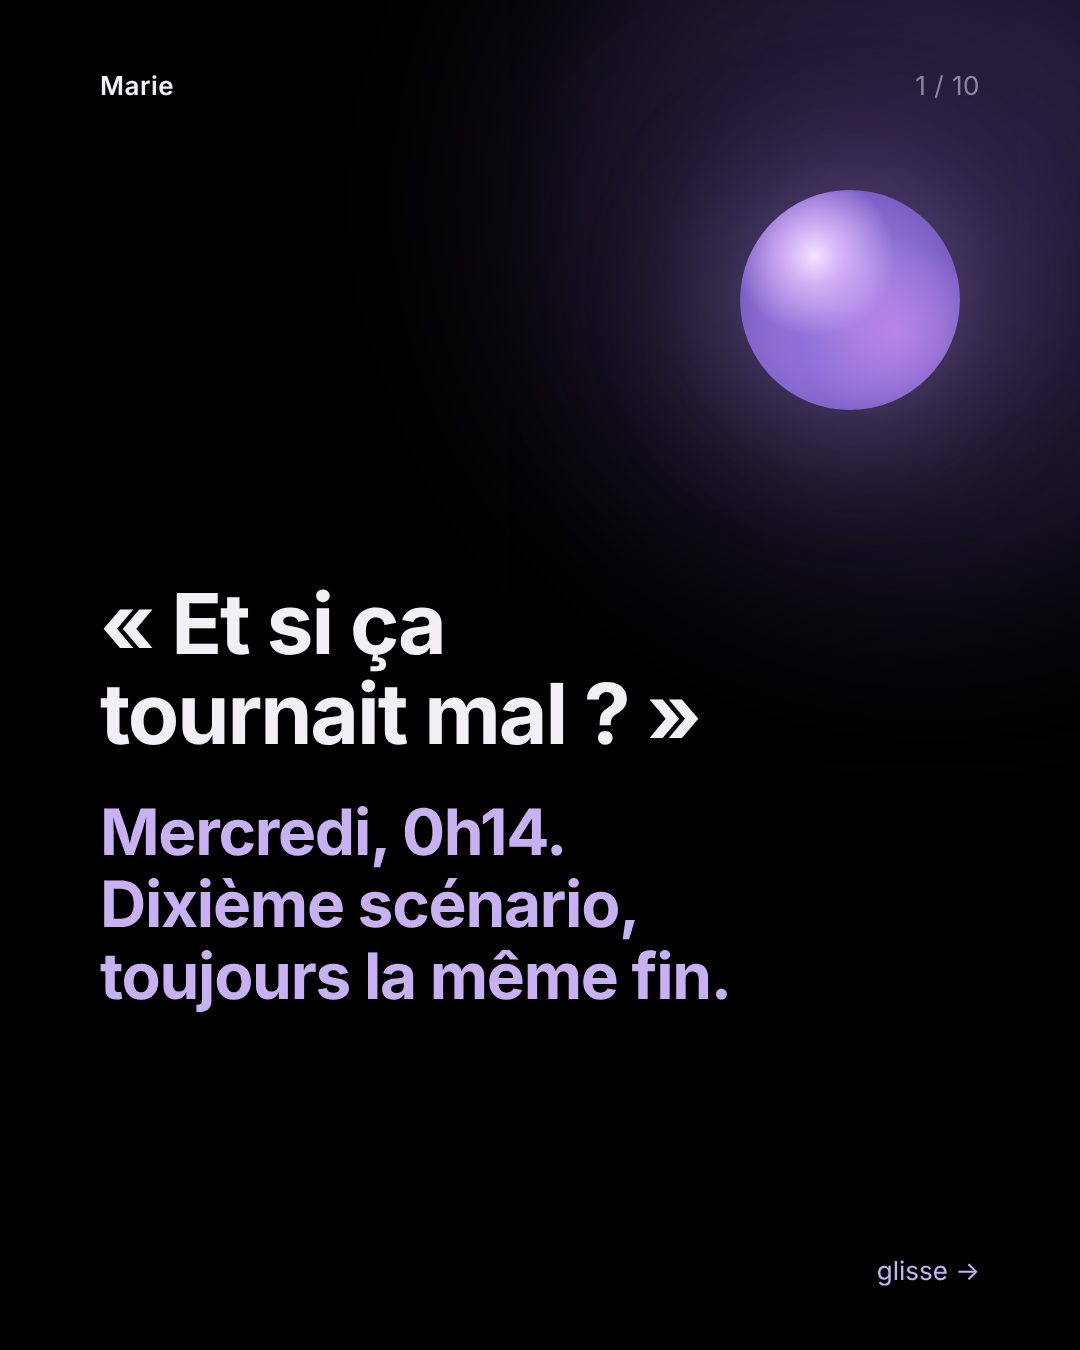 Marie
1 / 10
« Et si ça
tournait mal ? »
Mercredi, 0h14.
Dixième scénario,
toujours la même fin.
glisse →